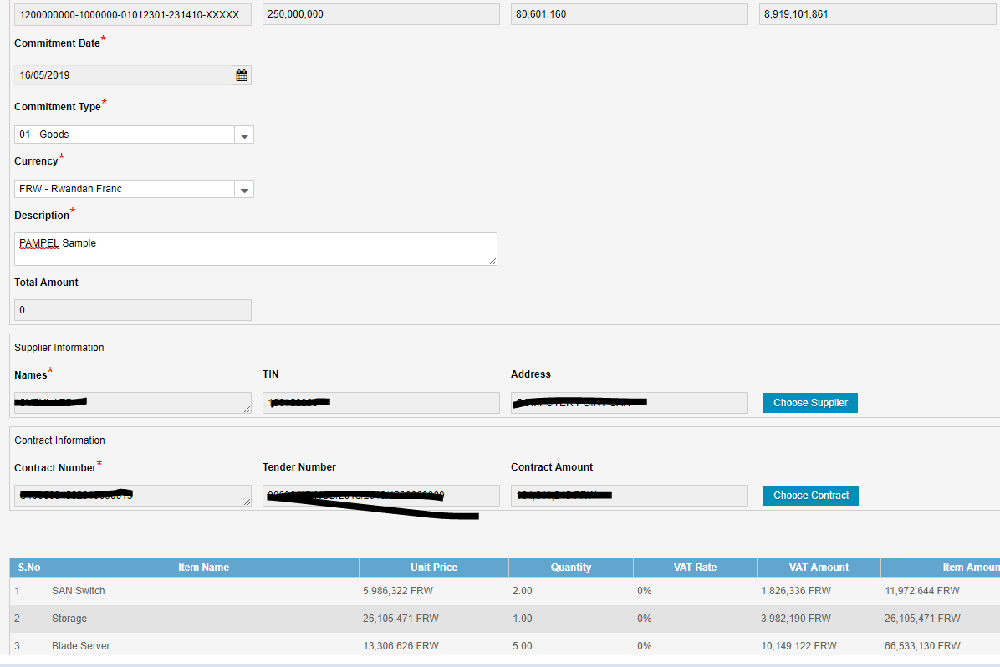 1200000000-1000000-01012301-231410-XXXXX 250,000,000 80,601,160 8,919,101,861
Commitment Date*
16/05/2019
Commitment Type*
01 - Goods
Currency*
FRW - Rwandan Franc
Description*
PAMPEL Sample
Total Amount
0
Supplier Information
Names* TIN Address
Choose Supplier
Contract Information
Contract Number* Tender Number Contract Amount
Choose Contract
S.No Item Name Unit Price Quantity VAT Rate VAT Amount Item Amoun
1 SAN Switch 5,986,322 FRW 2.00 0% 1,826,336 FRW 11,972,644 FRW
2 Storage 26,105,471 FRW 1.00 0% 3,982,190 FRW 26,105,471 FRW
3 Blade Server 13,306,626 FRW 5.00 0% 10,149,122 FRW 66,533,130 FRW